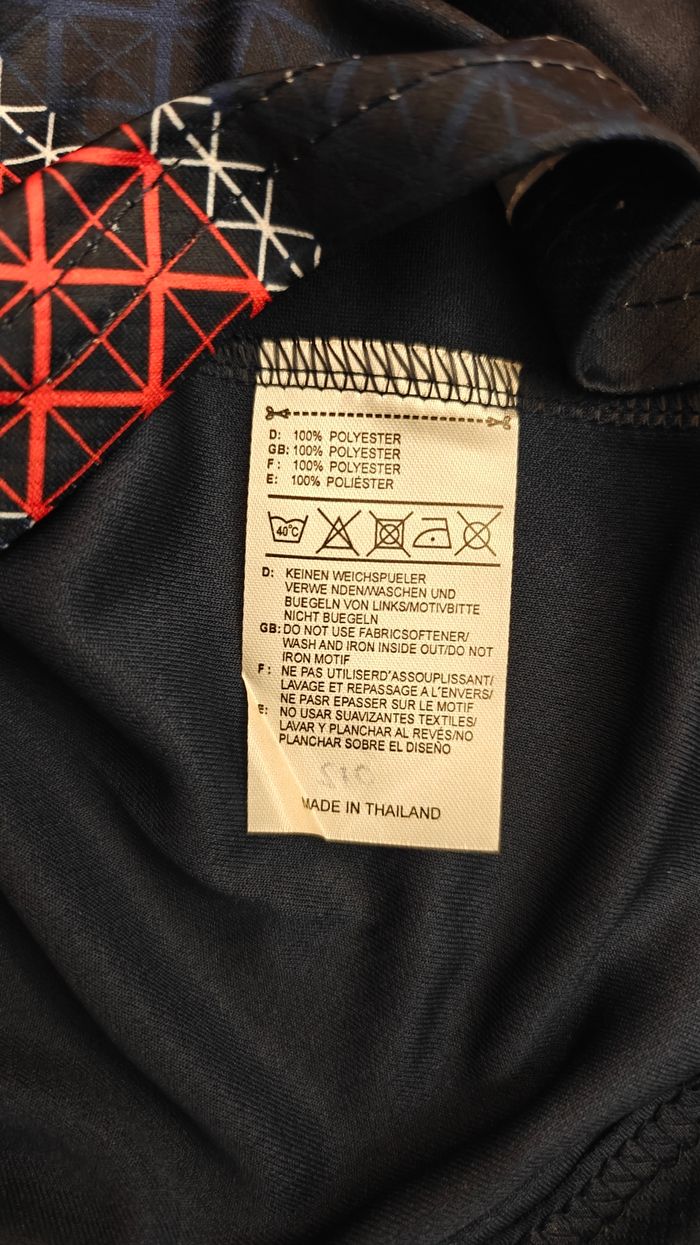 D: 100% POLYESTER
GB: 100% POLYESTER
F: 100% POLYESTER
E: 100% POLIÉSTER
40°C
D: KEINEN WEICHSPUELER
VERWE NDEN/WASCHEN UND
BUEGELN VON LINKS/MOTIVBITTE
NICHT BUEGELN
GB: DO NOT USE FABRICSOFTENER/
WASH AND IRON INSIDE OUT/DO NOT
IRON MOTIF
F: NE PAS UTILISERD'ASSOUPLISSANT/
LAVAGE ET REPASSAGE A L'ENVERS/
NE PASR EPASSER SUR LE MOTIF
E: NO USAR SUAVIZANTES TEXTILES/
LAVAR Y PLANCHAR AL REVÉS/NO
PLANCHAR SOBRE EL DISEÑO
MADE IN THAILAND